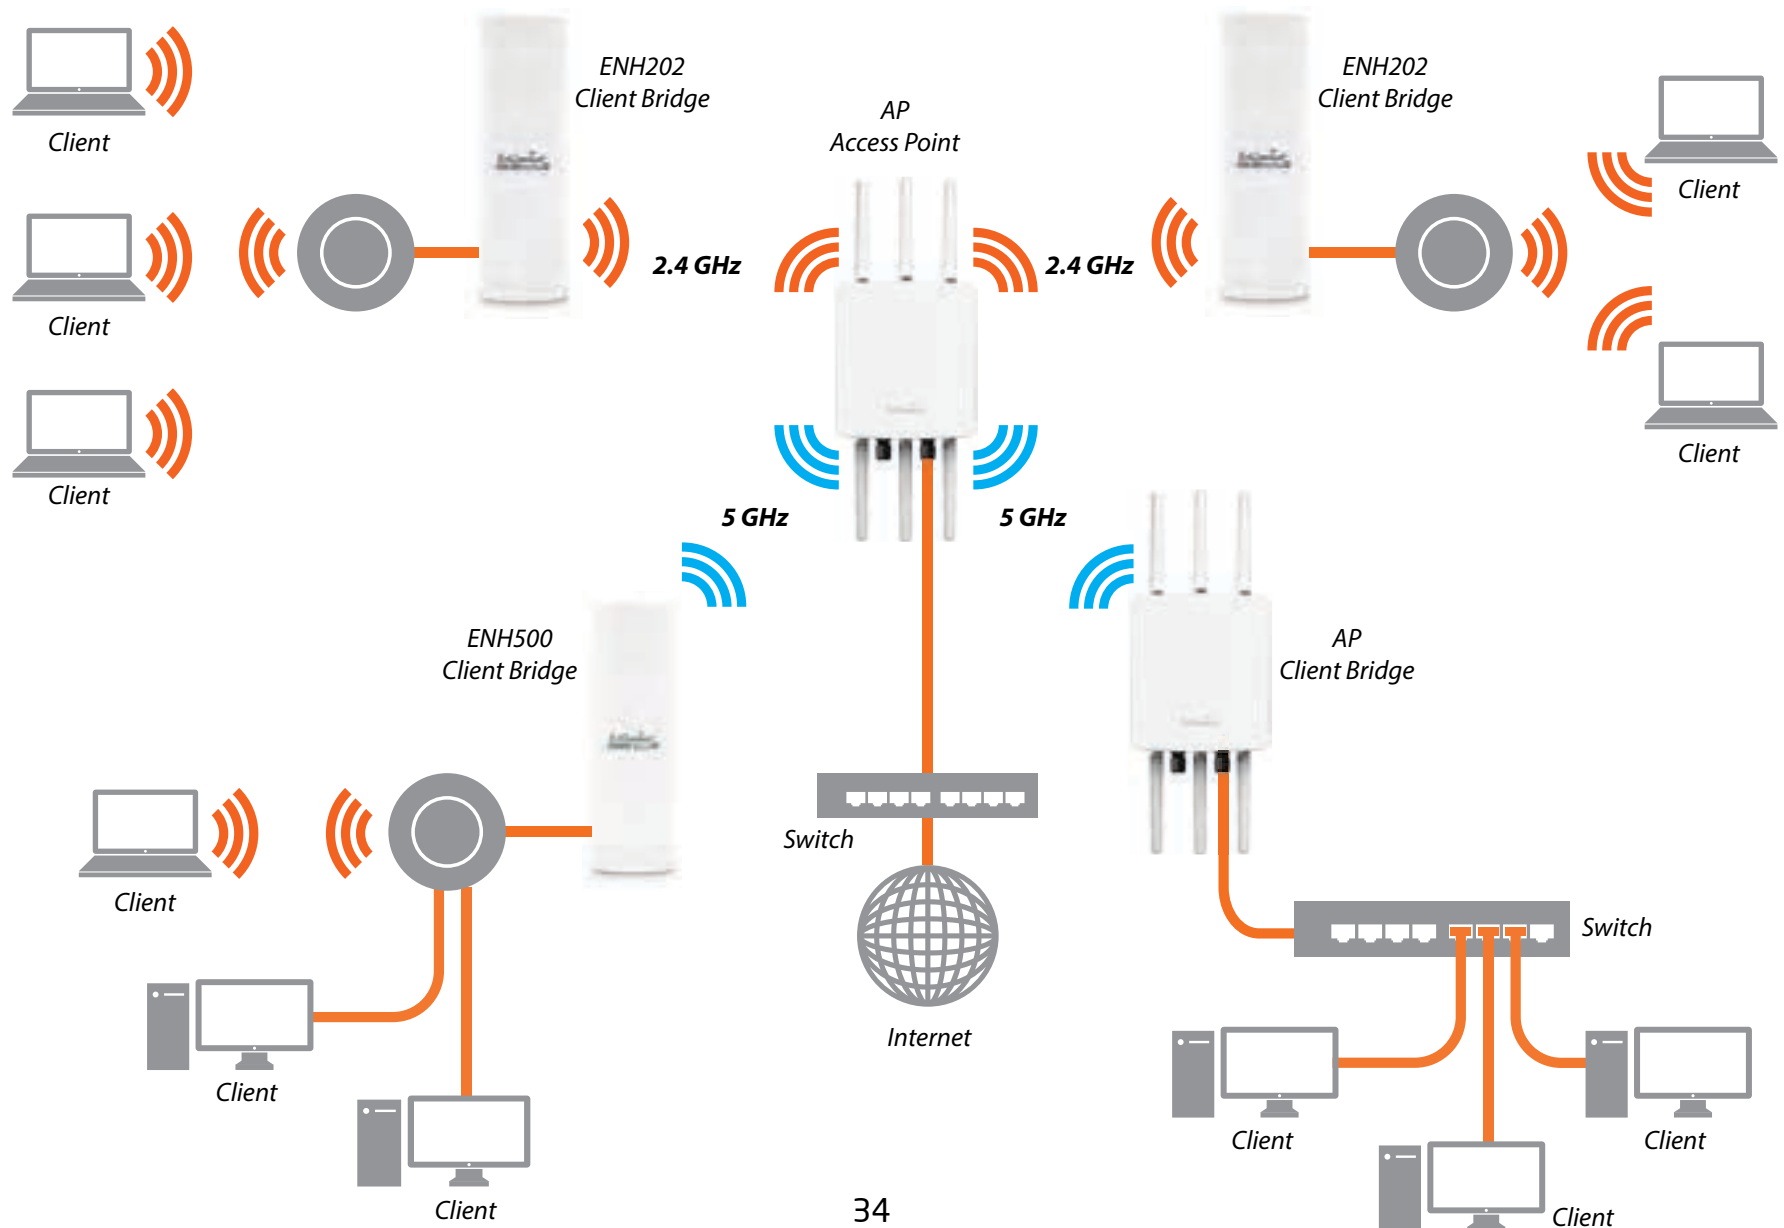 ENH202
Client Bridge
ENH202
Client Bridge
AP
Access Point
Client
Client
2.4 GHz
2.4 GHz
Client
Client
Client
5 GHz
5 GHz
ENH500
Client Bridge
AP
Client Bridge
Switch
Client
Switch
Internet
Client
Client
Client
Client
Client
34